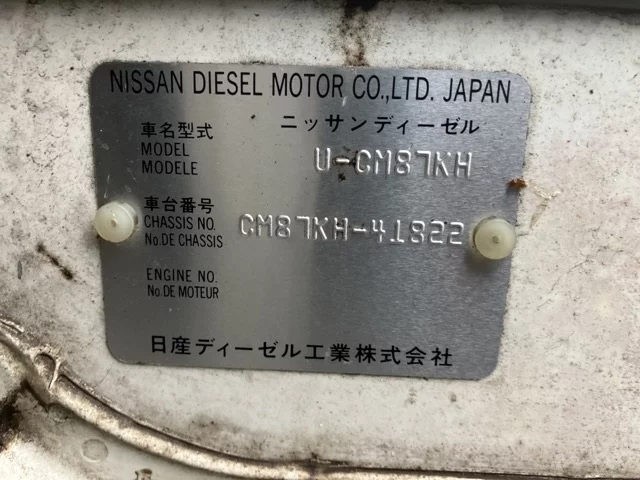 NISSAN DIESEL MOTOR CO.,LTD. JAPAN
車名型式 ニッサンディーゼル
MODEL
MODELE U-CM87KH
車台番号
CHASSIS NO. CM87KH-41822
No.DE CHASSIS
ENGINE NO.
No.DE MOTEUR
日産ディーゼル工業株式会社